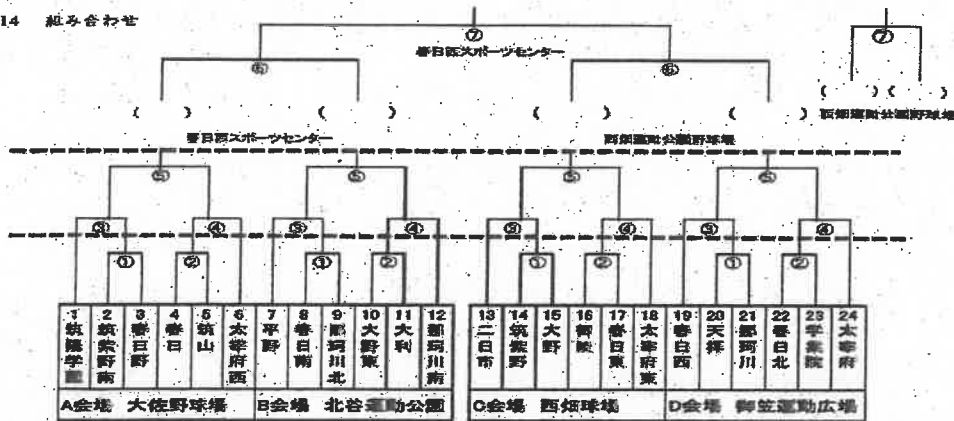 14 組み合わせ
⑦
⑦
春日西スポーツセンター
⑥
⑥
( ) ( ) ( ) ( ) ( ) ( )
西畑運動公園野球場
春日西スポーツセンター
西畑運動公園野球場
⑤ ⑤ ⑤ ⑤
③ ④ ③ ④ ③ ④ ③ ④
① ② ① ② ① ② ① ②
1 筑陽学園
2 筑紫野南
3 春日野
4 春日
5 筑山
6 太宰府西
7 平野
8 春日南
9 那珂川北
10 大野東
11 大利
12 那珂川南
13 二日市
14 筑紫野
15 大野
16 御陵
17 春日東
18 太宰府東
19 春日西
20 天拝
21 那珂川
22 春日北
23 学業院
24 太宰府
A会場 大佐野球場
B会場 北谷運動公園
C会場 西畑球場
D会場 御笠運動広場